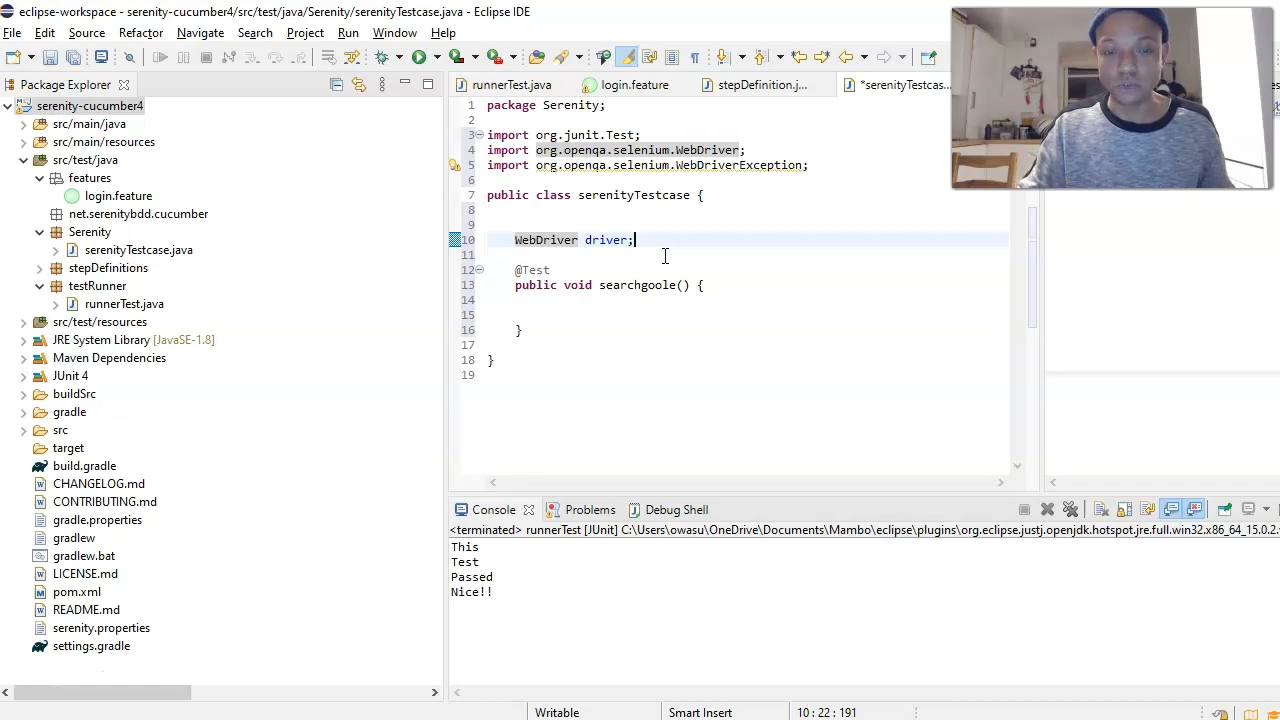 eclipse-workspace - serenity-cucumber4/src/test/java/Serenity/serenityTestcase.java - Eclipse IDE
File Edit Source Refactor Navigate Search Project Run Window Help
Package Explorer
serenity-cucumber4
src/main/java
src/main/resources
src/test/java
features
login.feature
net.serenitybdd.cucumber
Serenity
serenityTestcase.java
stepDefinitions
testRunner
runnerTest.java
src/test/resources
JRE System Library [JavaSE-1.8]
Maven Dependencies
JUnit 4
buildSrc
gradle
src
target
build.gradle
CHANGELOG.md
CONTRIBUTING.md
gradle.properties
gradlew
gradlew.bat
LICENSE.md
pom.xml
README.md
serenity.properties
settings.gradle
runnerTest.java login.feature stepDefinition.j... *serenityTestcas...
1 package Serenity;
2
3 import org.junit.Test;
4 import org.openqa.selenium.WebDriver;
5 import org.openqa.selenium.WebDriverException;
6
7 public class serenityTestcase {
8
9
10 WebDriver driver;
11
12 @Test
13 public void searchgoole() {
14
15
16 }
17
18 }
19
Console Problems Debug Shell
<terminated> runnerTest [JUnit] C:\Users\owasu\OneDrive\Documents\Mambo\eclipse\plugins\org.eclipse.justj.openjdk.hotspot.jre.full.win32.x86_64_15.0.2.
This
Test
Passed
Nice!!
Writable Smart Insert 10 : 22 : 191